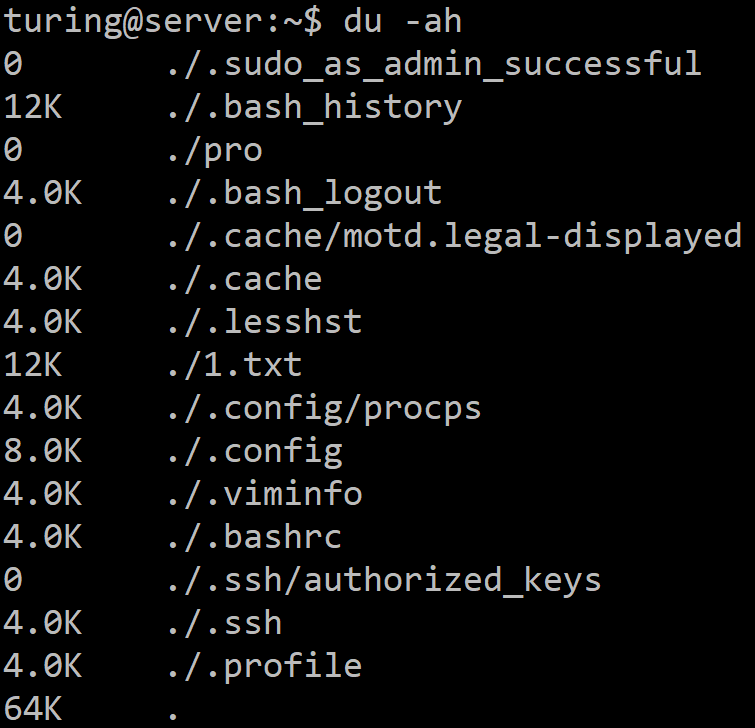 turing@server:~$ du -ah
0       ./.sudo_as_admin_successful
12K     ./.bash_history
0       ./pro
4.0K    ./.bash_logout
0       ./.cache/motd.legal-displayed
4.0K    ./.cache
4.0K    ./.lesshst
12K     ./1.txt
4.0K    ./.config/procps
8.0K    ./.config
4.0K    ./.viminfo
4.0K    ./.bashrc
0       ./.ssh/authorized_keys
4.0K    ./.ssh
4.0K    ./.profile
64K     .